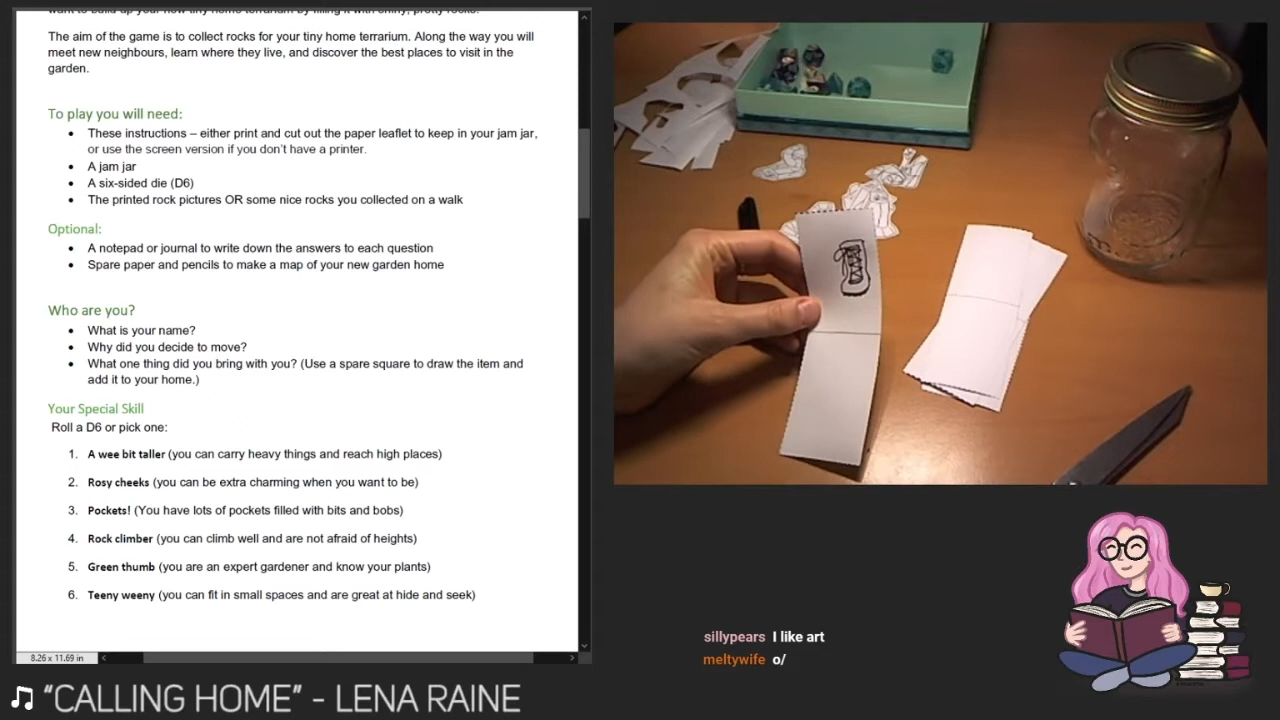 The aim of the game is to collect rocks for your tiny home terrarium. Along the way you will
meet new neighbours, learn where they live, and discover the best places to visit in the
garden.
To play you will need:
• These instructions – either print and cut out the paper leaflet to keep in your jam jar,
or use the screen version if you don't have a printer.
• A jam jar
• A six-sided die (D6)
• The printed rock pictures OR some nice rocks you collected on a walk
Optional:
• A notepad or journal to write down the answers to each question
• Spare paper and pencils to make a map of your new garden home
Who are you?
• What is your name?
• Why did you decide to move?
• What one thing did you bring with you? (Use a spare square to draw the item and
add it to your home.)
Your Special Skill
Roll a D6 or pick one:
1. A wee bit taller (you can carry heavy things and reach high places)
2. Rosy cheeks (you can be extra charming when you want to be)
3. Pockets! (You have lots of pockets filled with bits and bobs)
4. Rock climber (you can climb well and are not afraid of heights)
5. Green thumb (you are an expert gardener and know your plants)
6. Teeny weeny (you can fit in small spaces and are great at hide and seek)
8.26 x 11.69 in
sillypears I like art
meltywife o/
♫ “CALLING HOME” - LENA RAINE